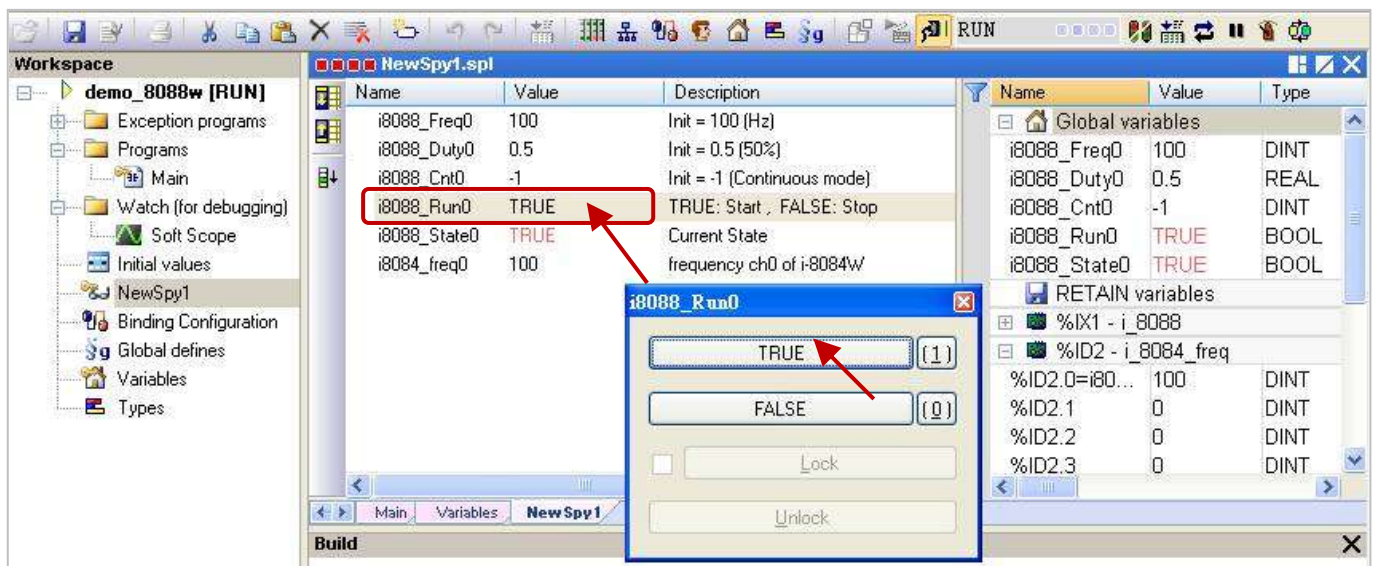 RUN
Workspace
demo_8088w [RUN]
Exception programs
Programs
Main
Watch (for debugging)
Soft Scope
Initial values
NewSpy1
Binding Configuration
Global defines
Variables
Types
NewSpy1.spl
Name Value Description
i8088_Freq0 100 Init = 100 (Hz)
i8088_Duty0 0.5 Init = 0.5 (50%)
i8088_Cnt0 -1 Init = -1 (Continuous mode)
i8088_Run0 TRUE TRUE: Start , FALSE: Stop
i8088_State0 TRUE Current State
i8084_freq0 100 frequency ch0 of i-8084W
Main Variables NewSpy1
Build
i8088_Run0
TRUE (1)
FALSE (0)
Lock
Unlock
Name Value Type
Global variables
i8088_Freq0 100 DINT
i8088_Duty0 0.5 REAL
i8088_Cnt0 -1 DINT
i8088_Run0 TRUE BOOL
i8088_State0 TRUE BOOL
RETAIN variables
%IX1 - i_8088
%ID2 - i_8084_freq
%ID2.0=i80... 100 DINT
%ID2.1 0 DINT
%ID2.2 0 DINT
%ID2.3 0 DINT